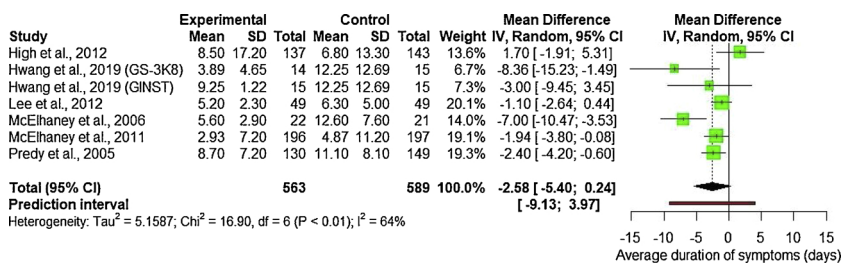 Experimental Control Mean Difference Mean Difference
Study Mean SD Total Mean SD Total Weight IV, Random, 95% CI IV, Random, 95% CI
High et al., 2012 8.50 17.20 137 6.80 13.30 143 13.6% 1.70 [-1.91; 5.31]
Hwang et al., 2019 (GS-3K8) 3.89 4.65 14 12.25 12.69 15 6.7% -8.36 [-15.23; -1.49]
Hwang et al., 2019 (GINST) 9.25 1.22 15 12.25 12.69 15 7.3% -3.00 [-9.45; 3.45]
Lee et al., 2012 5.20 2.30 49 6.30 5.00 49 20.1% -1.10 [-2.64; 0.44]
McElhaney et al., 2006 5.60 2.90 22 12.60 7.60 21 14.0% -7.00 [-10.47; -3.53]
McElhaney et al., 2011 2.93 7.20 196 4.87 11.20 197 19.1% -1.94 [-3.80; -0.08]
Predy et al., 2005 8.70 7.20 130 11.10 8.10 149 19.3% -2.40 [-4.20; -0.60]
Total (95% CI) 563 589 100.0% -2.58 [-5.40; 0.24]
Prediction interval [-9.13; 3.97]
Heterogeneity: Tau² = 5.1587; Chi² = 16.90, df = 6 (P < 0.01); I² = 64%
-15 -10 -5 0 5 10 15
Average duration of symptoms (days)